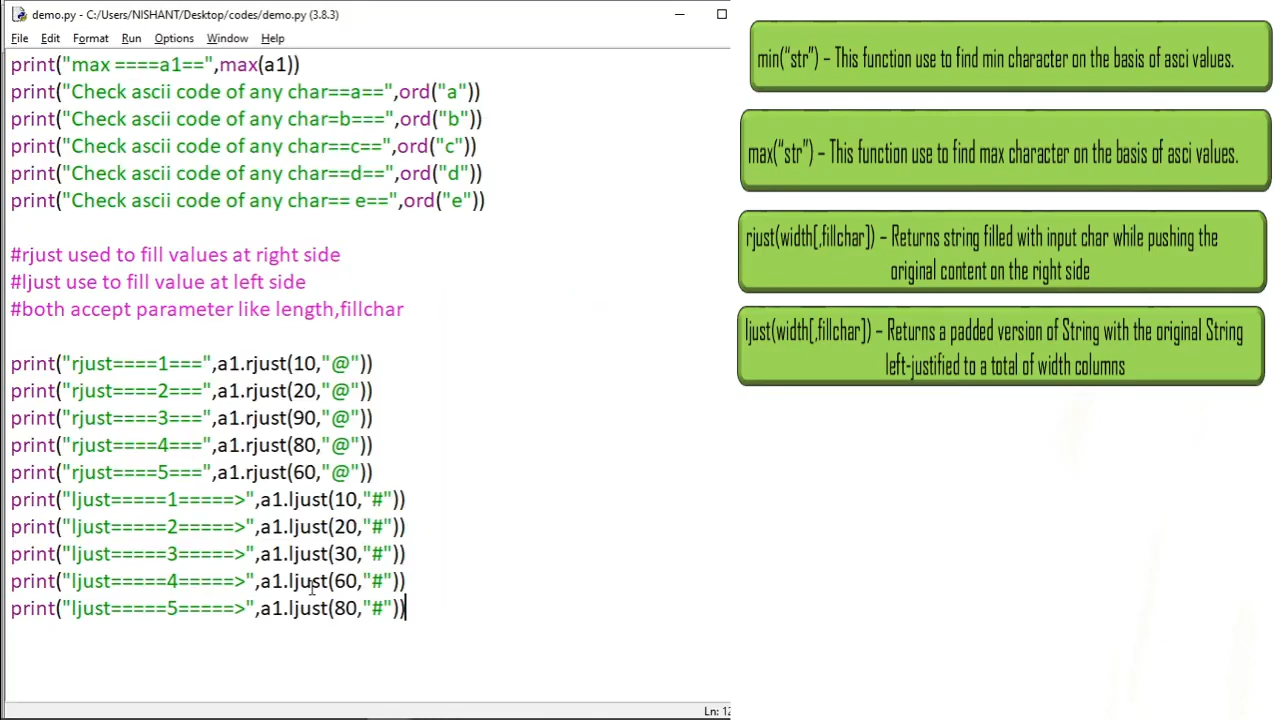 demo.py - C:/Users/NISHANT/Desktop/codes/demo.py (3.8.3)
File Edit Format Run Options Window Help
print("max ====a1==",max(a1))
print("Check ascii code of any char==a==",ord("a"))
print("Check ascii code of any char=b===",ord("b"))
print("Check ascii code of any char==c==",ord("c"))
print("Check ascii code of any char==d==",ord("d"))
print("Check ascii code of any char== e==",ord("e"))
#rjust used to fill values at right side
#ljust use to fill value at left side
#both accept parameter like length,fillchar
print("rjust====1===",a1.rjust(10,"@"))
print("rjust====2===",a1.rjust(20,"@"))
print("rjust====3===",a1.rjust(90,"@"))
print("rjust====4===",a1.rjust(80,"@"))
print("rjust====5===",a1.rjust(60,"@"))
print("ljust=====1=====>",a1.ljust(10,"#"))
print("ljust=====2=====>",a1.ljust(20,"#"))
print("ljust=====3=====>",a1.ljust(30,"#"))
print("ljust=====4=====>",a1.ljust(60,"#"))
print("ljust=====5=====>",a1.ljust(80,"#"))
Ln: 12
min(“str”) – This function use to find min character on the basis of asci values.
max(“str”) – This function use to find max character on the basis of asci values.
rjust(width[,fillchar]) – Returns string filled with input char while pushing the
original content on the right side
ljust(width[,fillchar]) – Returns a padded version of String with the original String
left-justified to a total of width columns